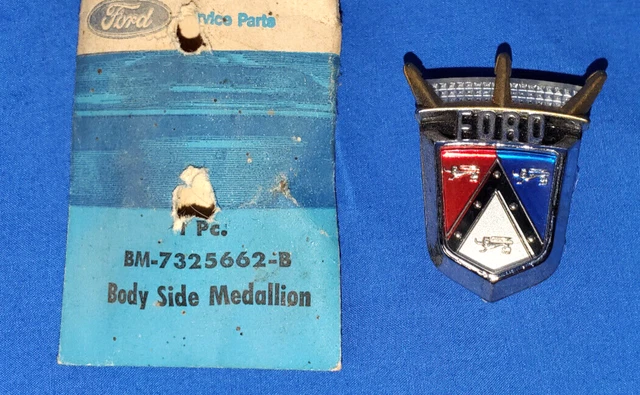 Ford
Service Parts
1 Pc.
BM-7325662-B
Body Side Medallion
FORD